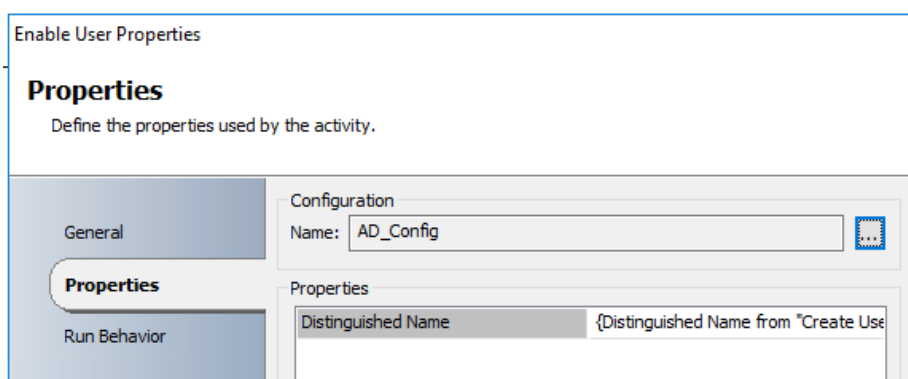 Enable User Properties
Properties
Define the properties used by the activity.
General
Properties
Run Behavior
Configuration
Name: AD_Config ...
Properties
Distinguished Name {Distinguished Name from "Create Use